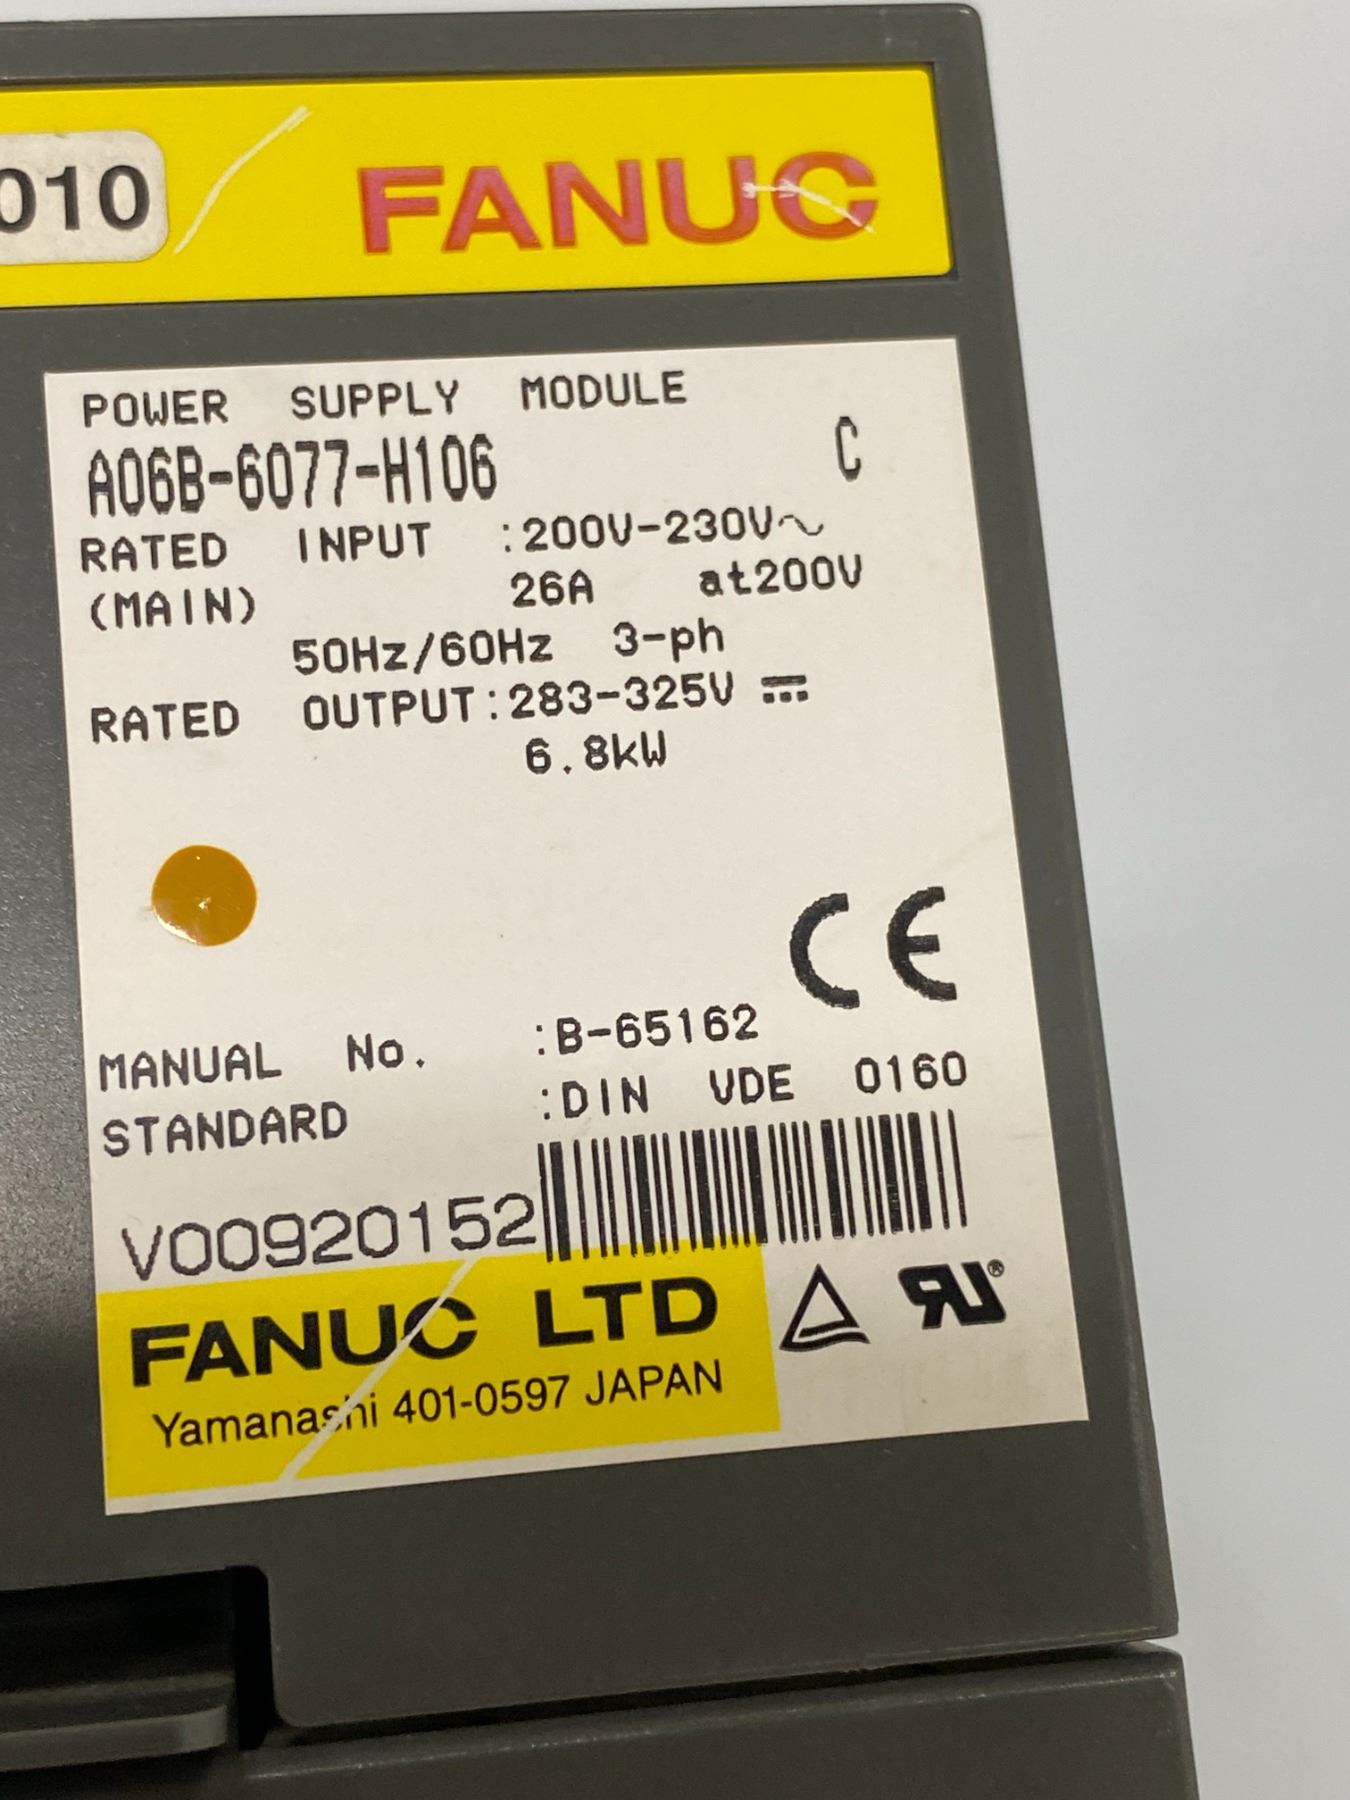 010
FANUC
POWER SUPPLY MODULE
A06B-6077-H106 C
RATED INPUT :200V-230V～
(MAIN) 26A at200V
50Hz/60Hz 3-ph
RATED OUTPUT:283-325V ⎓
6.8kW
CE
MANUAL No. :B-65162
STANDARD :DIN VDE 0160
V00920152
FANUC LTD
Yamanashi 401-0597 JAPAN
RU®